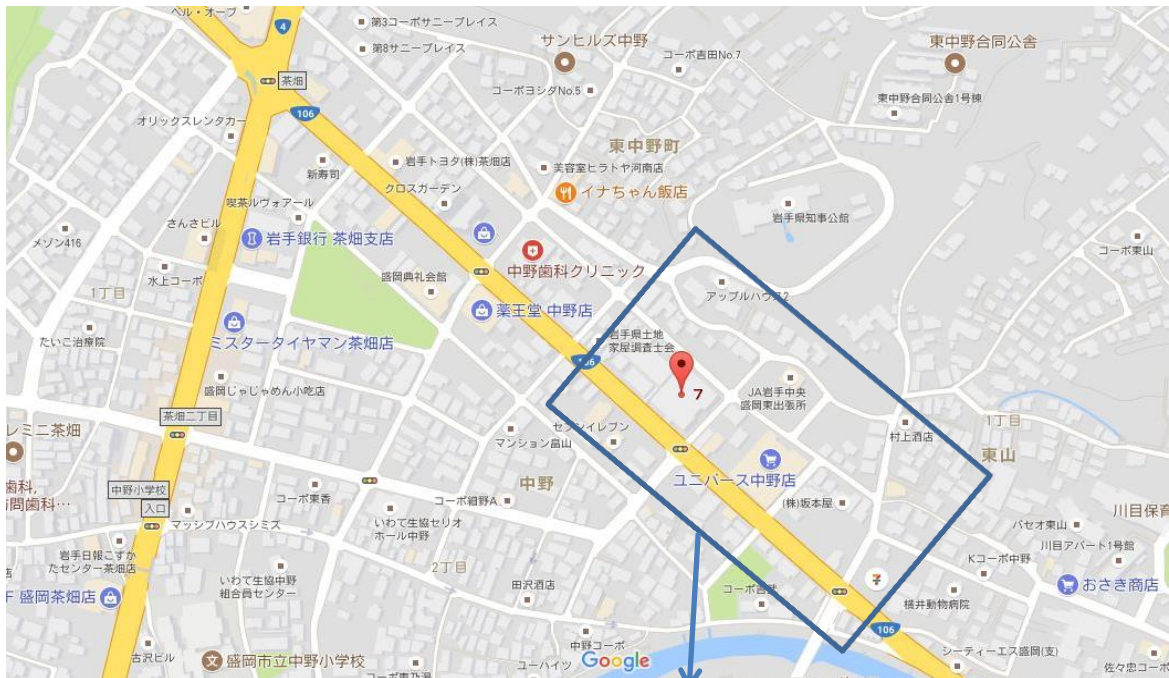 ベル・オーブ
4
第3コーポサニープレイス
第8サニープレイス
サンヒルズ中野
コーポ吉田No.7
東中野合同公舎
茶畑
コーポヨシダNo.5
東中野合同公舎1号棟
106
オリックスレンタカー
岩手トヨタ(株)茶畑店
東中野町
新寿司
クロスガーデン
美容室ヒラトヤ河南店
イナちゃん飯店
喫茶ルヴォアール
岩手県知事公館
さんさビル
メゾン416
岩手銀行 茶畑支店
コーポ東山
中野歯科クリニック
盛岡典礼会館
水上コーポ
1丁目
アップルハウス2
薬王堂 中野店
たいこ治療院
ミスタータイヤマン茶畑店
岩手県土地
家屋調査士会
106
盛岡じゃじゃめん小吃店
7
JA岩手中央
盛岡東出張所
茶畑二丁目
レミニ茶畑
マンション畠山
セブンイレブン
村上酒店
1丁目
東山
中野
ユニバース中野店
歯科,
問歯科…
中野小学校
入口
コーポ東香
コーポ細野A
(株)坂本屋
マッシブハウスシミズ
いわて生協セリオ
ホール中野
パセオ東山
川目保育
岩手日報こずか
たセンター茶畑店
2丁目
Kコーポ中野
川目アパート1号館
いわて生協中野
組合員センター
田沢酒店
コーポ吉武
おさき商店
F 盛岡茶畑店
横井動物病院
中野コーポ
106
古沢ビル
盛岡市立中野小学校
ユーハイツ
Google
シーティーエス盛岡(支)
佐々忠コー